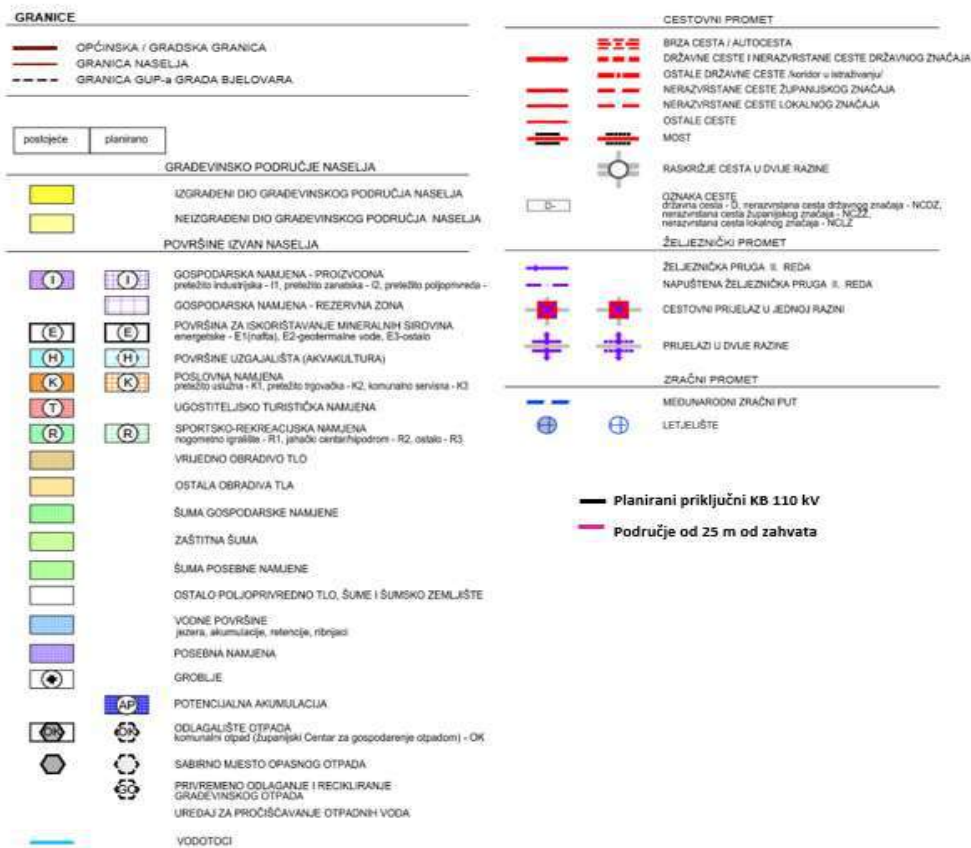 GRANICE
OPĆINSKA / GRADSKA GRANICA
GRANICA NASELJA
GRANICA GUP-a GRADA BJELOVARA
postojeće planirano
GRAĐEVINSKO PODRUČJE NASELJA
IZGRAĐENI DIO GRAĐEVINSKOG PODRUČJA NASELJA
NEIZGRAĐENI DIO GRAĐEVINSKOG PODRUČJA NASELJA
POVRŠINE IZVAN NASELJA
I I GOSPODARSKA NAMJENA - PROIZVODNA
pretežito industrijska - I1, pretežito zanatska - I2, pretežito poljoprivreda -
GOSPODARSKA NAMJENA - REZERVNA ZONA
E E POVRŠINA ZA ISKORIŠTAVANJE MINERALNIH SIROVINA
energetske - E1(nafta), E2-geotermalne vode, E3-ostalo
H H POVRŠINE UZGAJALIŠTA (AKVAKULTURA)
K K POSLOVNA NAMJENA
pretežito uslužna - K1, pretežito trgovačka - K2, komunalno servisna - K3
T UGOSTITELJSKO TURISTIČKA NAMJENA
R R SPORTSKO-REKREACIJSKA NAMJENA
nogometno igralište - R1, jahački centar/hipodrom - R2, ostalo - R3
VRIJEDNO OBRADIVO TLO
OSTALA OBRADIVA TLA
ŠUMA GOSPODARSKE NAMJENE
ZAŠTITNA ŠUMA
ŠUMA POSEBNE NAMJENE
OSTALO POLJOPRIVREDNO TLO, ŠUME I ŠUMSKO ZEMLJIŠTE
VODNE POVRŠINE
jezera, akumulacije, retencije, ribnjaci
POSEBNA NAMJENA
GROBLJE
AP POTENCIJALNA AKUMULACIJA
OK OK ODLAGALIŠTE OTPADA
komunalni otpad (županijski Centar za gospodarenje otpadom) - OK
SABIRNO MJESTO OPASNOG OTPADA
GO PRIVREMENO ODLAGANJE I RECIKLIRANJE
GRAĐEVINSKOG OTPADA
UREĐAJ ZA PROČIŠĆAVANJE OTPADNIH VODA
VODOTOCI
CESTOVNI PROMET
BRZA CESTA / AUTOCESTA
DRŽAVNE CESTE I NERAZVRSTANE CESTE DRŽAVNOG ZNAČAJA
OSTALE DRŽAVNE CESTE /koridor u istraživanju/
NERAZVRSTANE CESTE ŽUPANIJSKOG ZNAČAJA
NERAZVRSTANE CESTE LOKALNOG ZNAČAJA
OSTALE CESTE
MOST
RASKRIŽJE CESTA U DVIJE RAZINE
D- OZNAKA CESTE
državna cesta - D, nerazvrstana cesta državnog značaja - NCDZ,
nerazvrstana cesta županijskog značaja - NCŽZ,
nerazvrstana cesta lokalnog značaja - NCLZ
ŽELJEZNIČKI PROMET
ŽELJEZNIČKA PRUGA II. REDA
NAPUŠTENA ŽELJEZNIČKA PRUGA II. REDA
CESTOVNI PRIJELAZ U JEDNOJ RAZINI
PRIJELAZI U DVIJE RAZINE
ZRAČNI PROMET
MEĐUNARODNI ZRAČNI PUT
LETJELIŠTE
Planirani priključni KB 110 kV
Područje od 25 m od zahvata